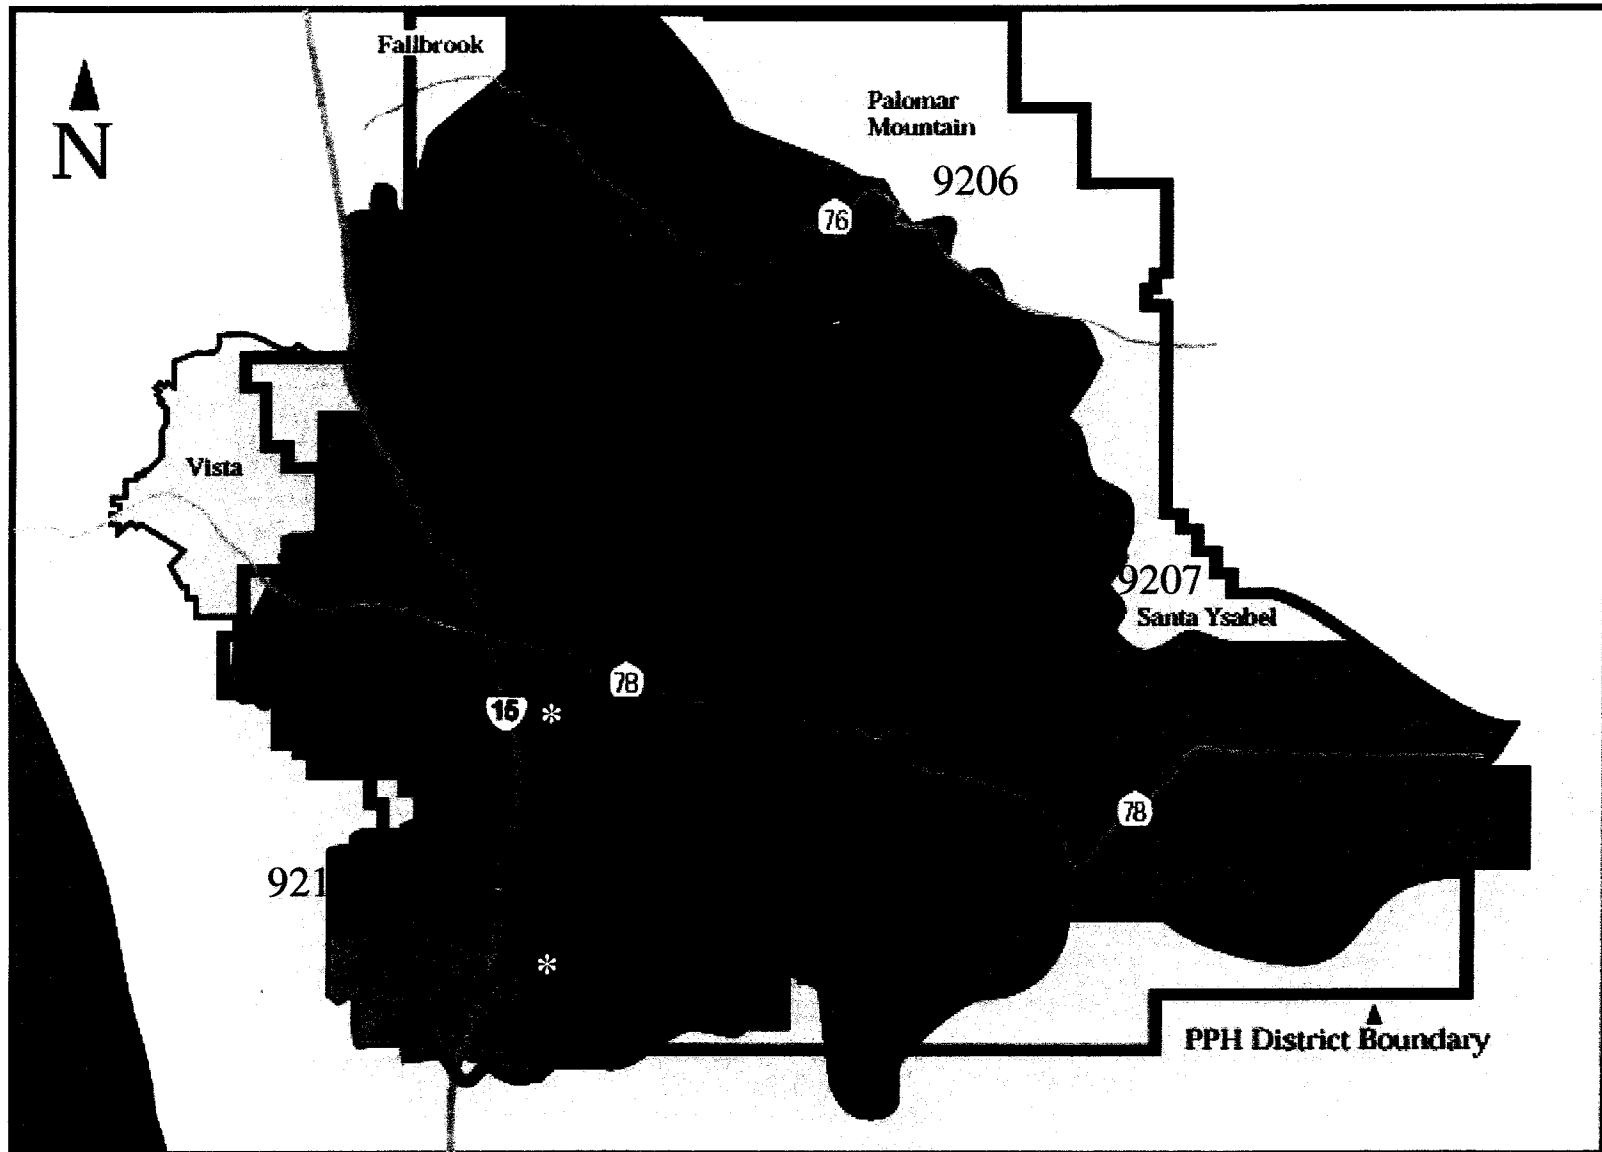 Fallbrook
Palomar
Mountain
N
9206
76
Vista
9207
Santa Ysabel
78
15
*
78
921
*
PPH District Boundary